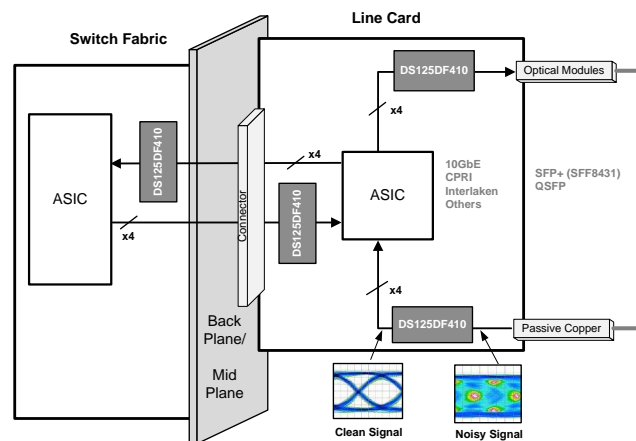 Switch Fabric
Line Card
DS125DF410
Optical Modules
x4
DS125DF410
x4
ASIC
x4
Connector
DS125DF410
ASIC
10GbE
CPRI
Interlaken
Others
SFP+ (SFF8431)
QSFP
x4
DS125DF410
Passive Copper
Back
Plane/
Mid
Plane
Clean Signal
Noisy Signal